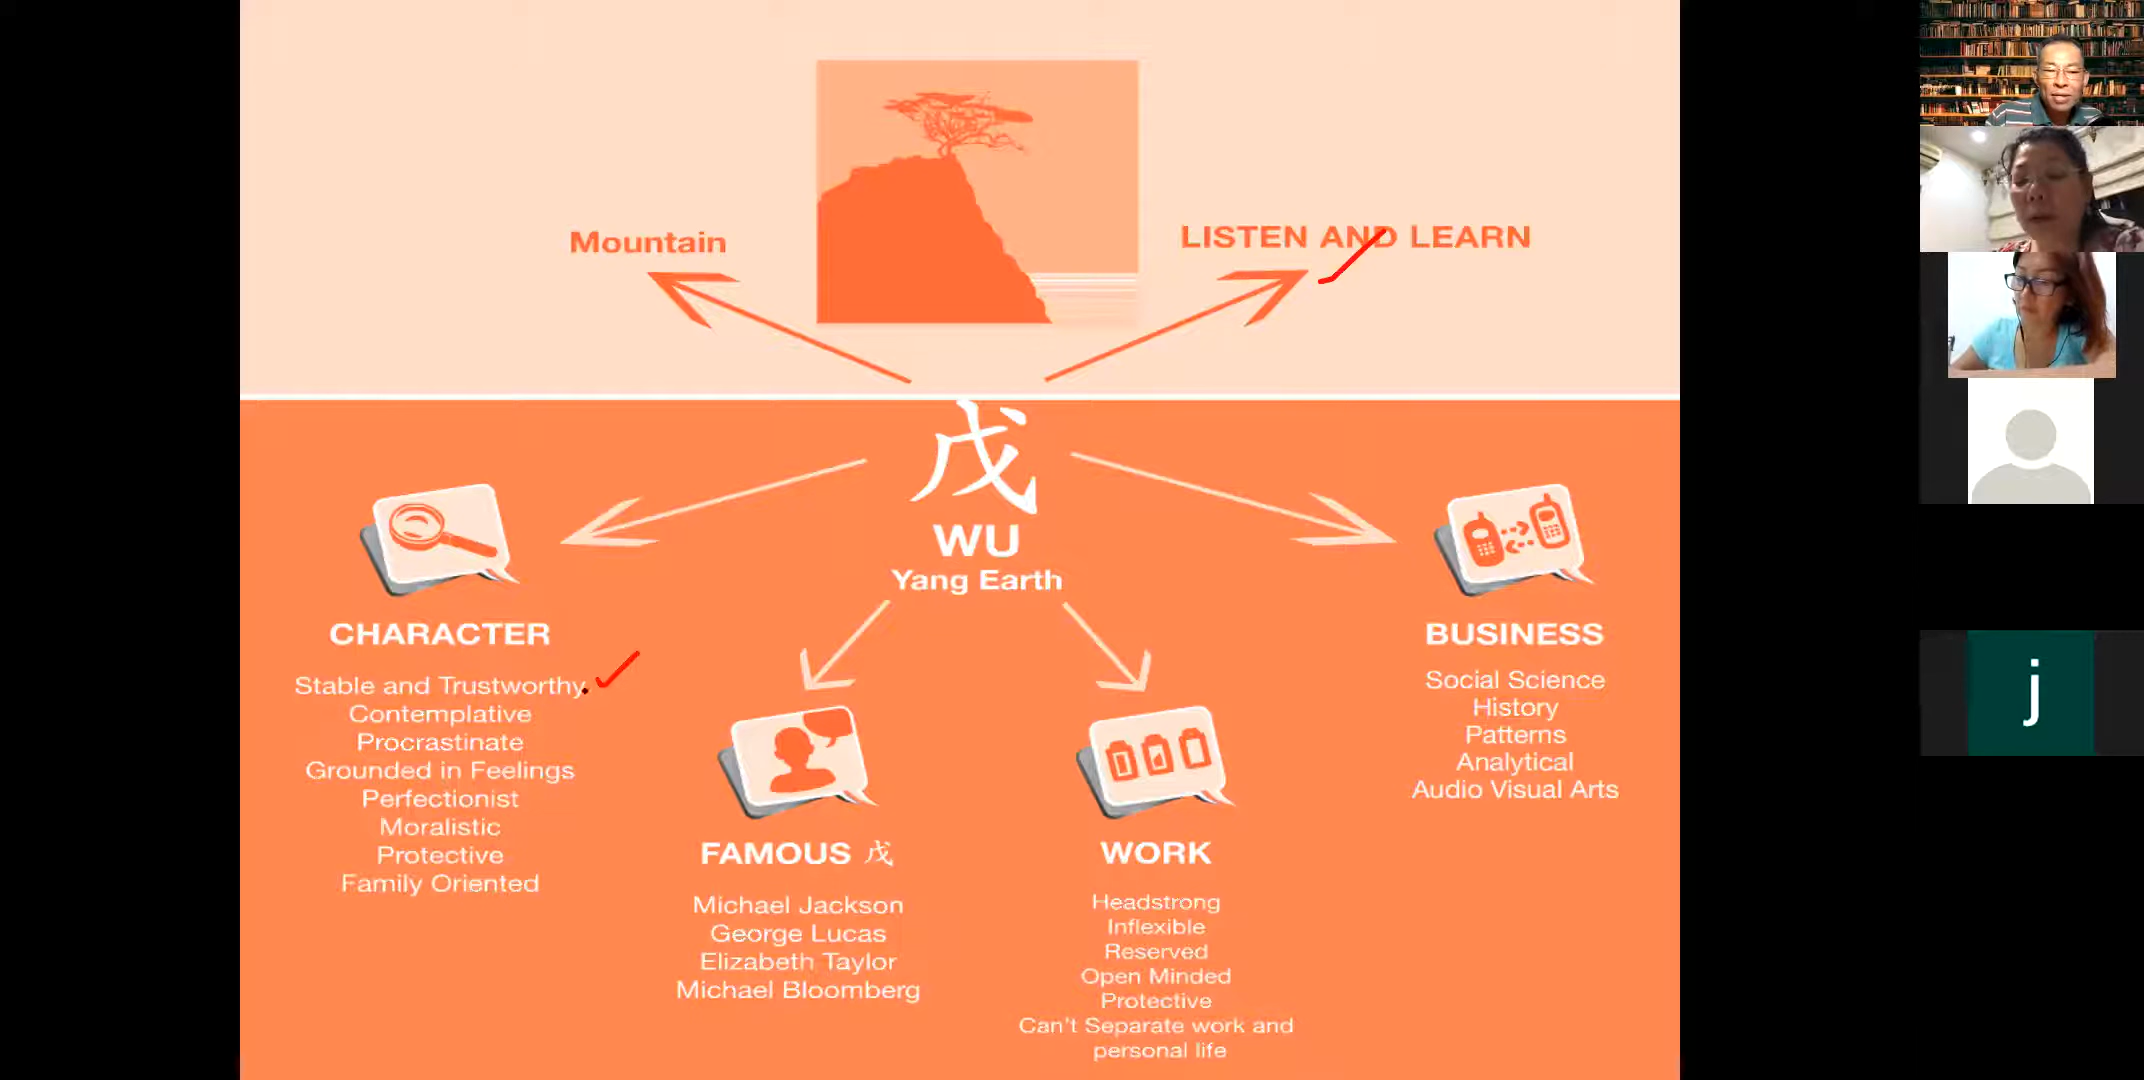 Mountain
LISTEN AND LEARN
戊
WU
Yang Earth
CHARACTER
Stable and Trustworthy
Contemplative
Procrastinate
Grounded in Feelings
Perfectionist
Moralistic
Protective
Family Oriented
FAMOUS 戊
Michael Jackson
George Lucas
Elizabeth Taylor
Michael Bloomberg
WORK
Headstrong
Inflexible
Reserved
Open Minded
Protective
Can't Separate work and
personal life
BUSINESS
Social Science
History
Patterns
Analytical
Audio Visual Arts
j